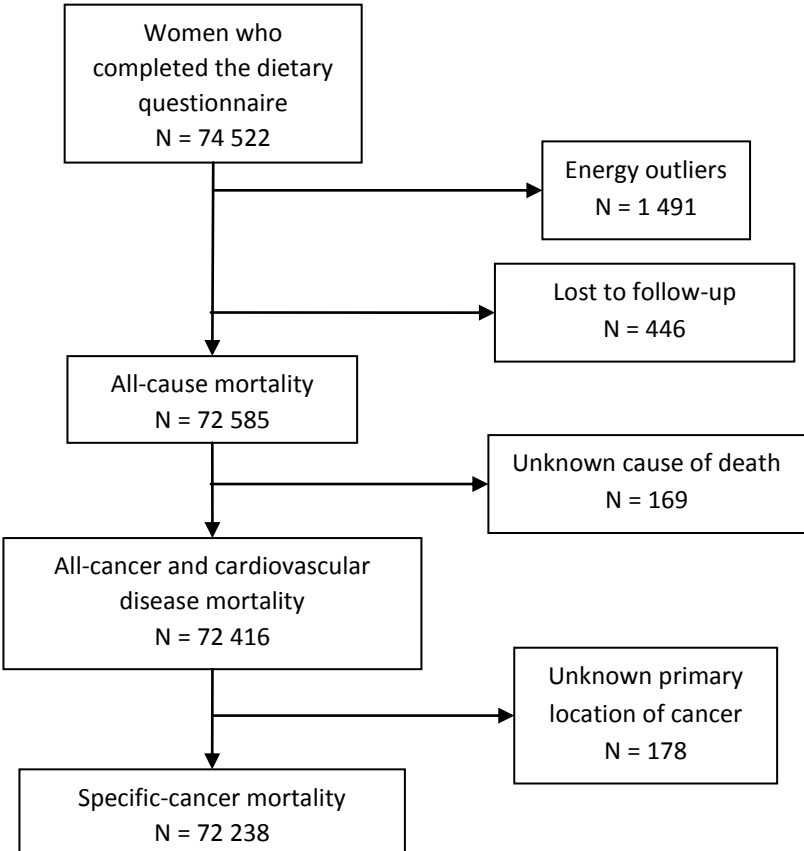 Women who
completed the dietary
questionnaire
N = 74 522
Energy outliers
N = 1 491
Lost to follow-up
N = 446
All-cause mortality
N = 72 585
Unknown cause of death
N = 169
All-cancer and cardiovascular
disease mortality
N = 72 416
Unknown primary
location of cancer
N = 178
Specific-cancer mortality
N = 72 238